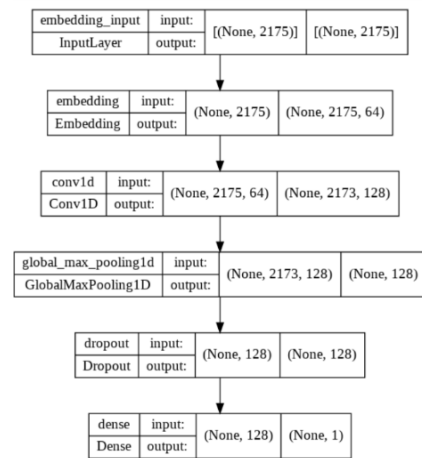 embedding_input input: [(None, 2175)] [(None, 2175)]
InputLayer output:
embedding input: (None, 2175) (None, 2175, 64)
Embedding output:
conv1d input: (None, 2175, 64) (None, 2173, 128)
Conv1D output:
global_max_pooling1d input: (None, 2173, 128) (None, 128)
GlobalMaxPooling1D output:
dropout input: (None, 128) (None, 128)
Dropout output:
dense input: (None, 128) (None, 1)
Dense output: